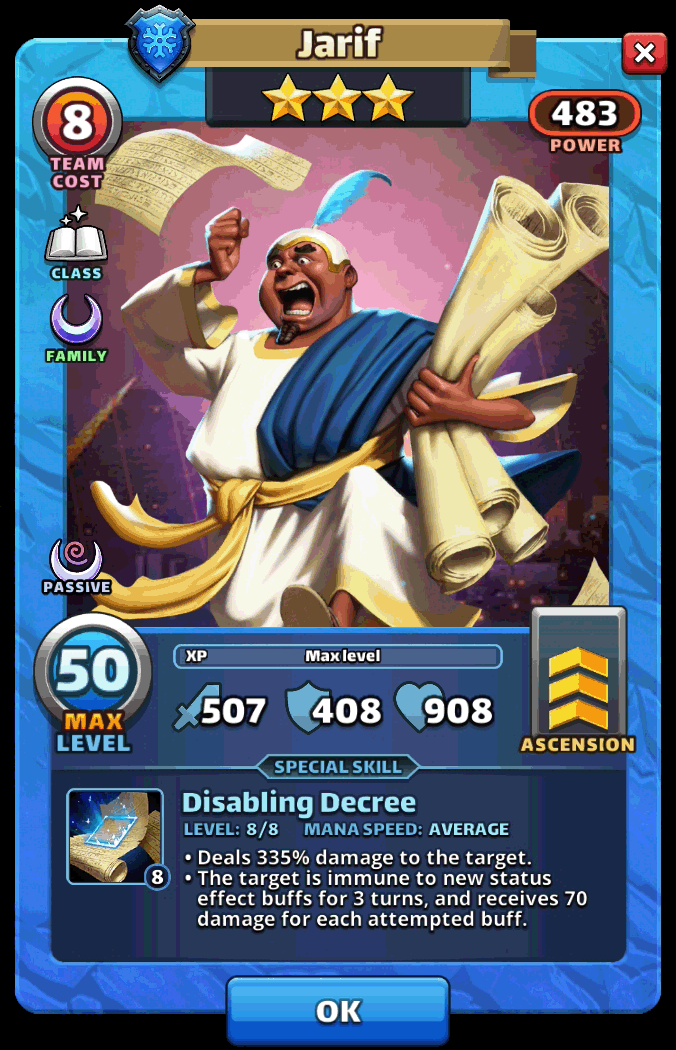 Jarif
8
TEAM
COST
483
POWER
CLASS
FAMILY
PASSIVE
50
MAX
LEVEL
XP Max level
507 408 908
ASCENSION
SPECIAL SKILL
Disabling Decree
LEVEL: 8/8 MANA SPEED: AVERAGE
8
• Deals 335% damage to the target.
• The target is immune to new status
effect buffs for 3 turns, and receives 70
damage for each attempted buff.
OK